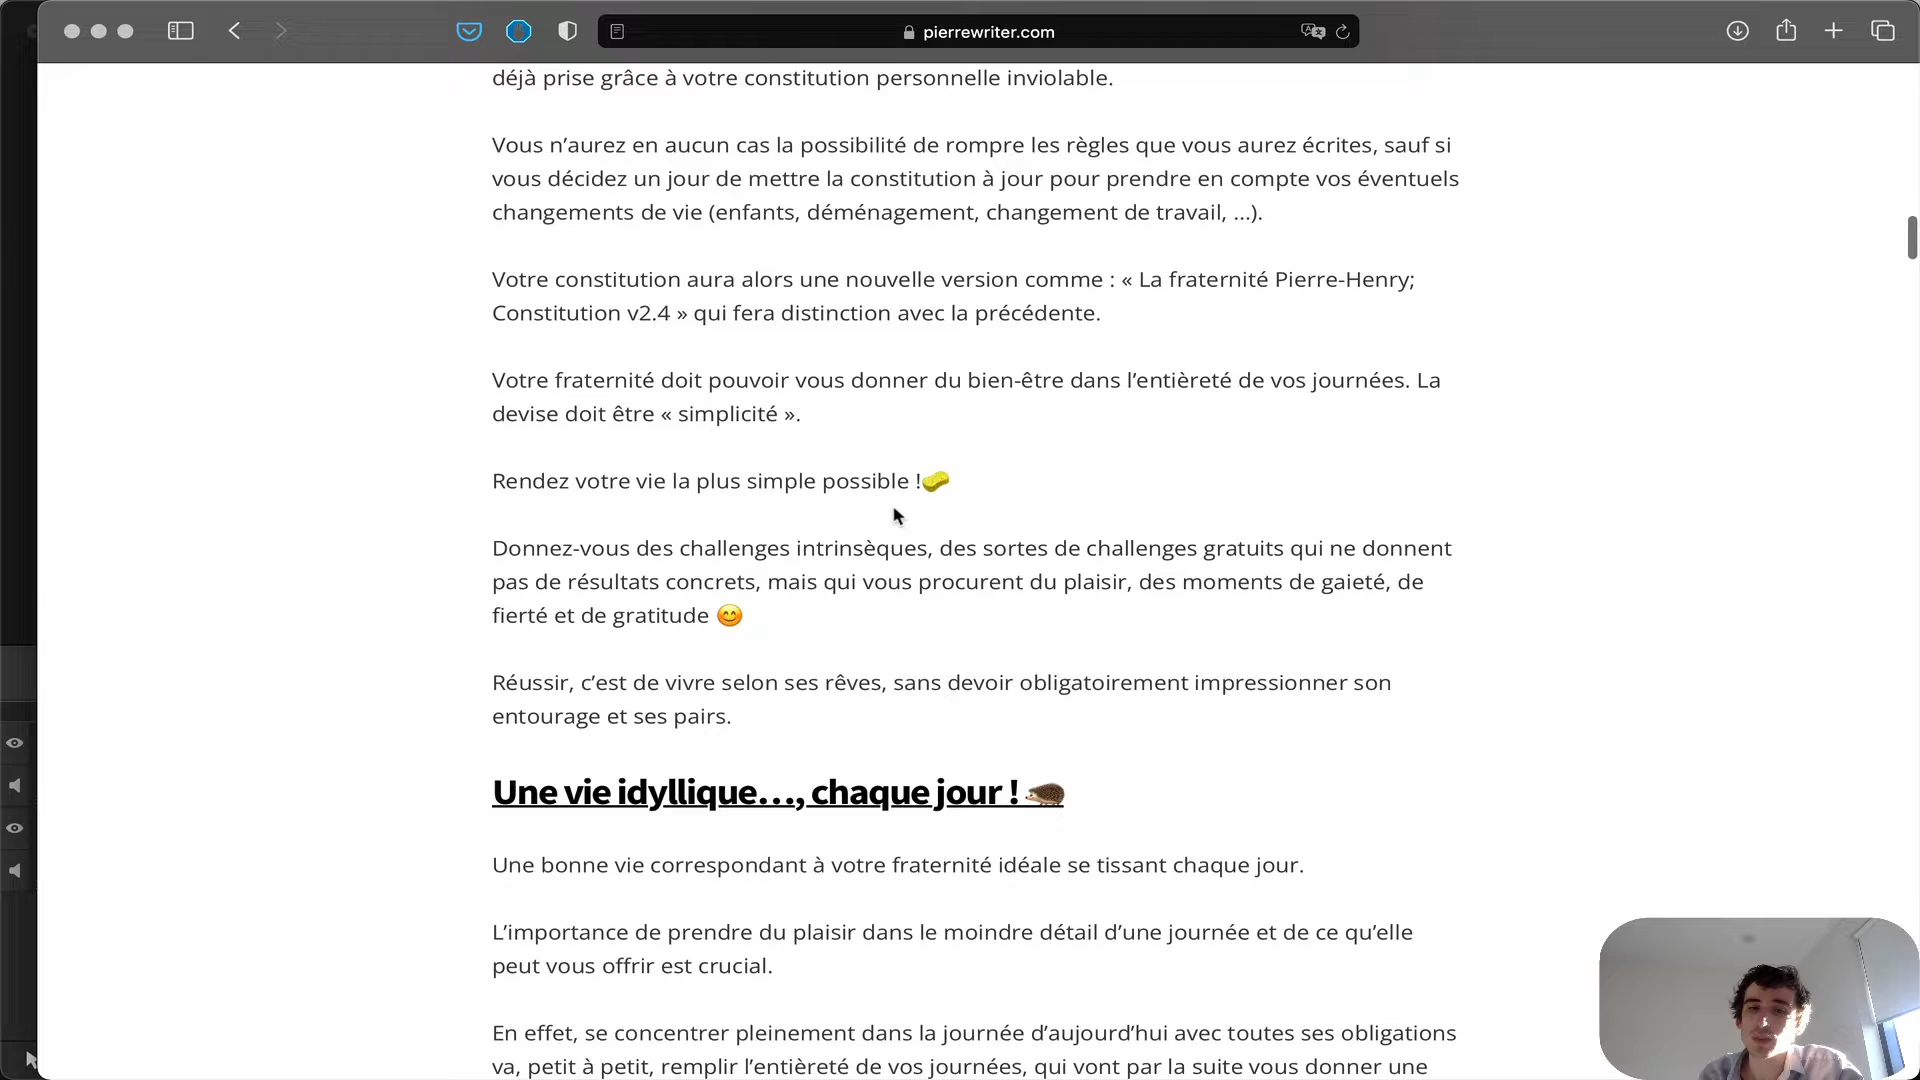 pierrewriter.com
déjà prise grâce à votre constitution personnelle inviolable.
Vous n’aurez en aucun cas la possibilité de rompre les règles que vous aurez écrites, sauf si
vous décidez un jour de mettre la constitution à jour pour prendre en compte vos éventuels
changements de vie (enfants, déménagement, changement de travail, ...).
Votre constitution aura alors une nouvelle version comme : « La fraternité Pierre-Henry;
Constitution v2.4 » qui fera distinction avec la précédente.
Votre fraternité doit pouvoir vous donner du bien-être dans l’entièreté de vos journées. La
devise doit être « simplicité ».
Rendez votre vie la plus simple possible !🧽
Donnez-vous des challenges intrinsèques, des sortes de challenges gratuits qui ne donnent
pas de résultats concrets, mais qui vous procurent du plaisir, des moments de gaieté, de
fierté et de gratitude 😊
Réussir, c’est de vivre selon ses rêves, sans devoir obligatoirement impressionner son
entourage et ses pairs.
Une vie idyllique…, chaque jour ! 🦔
Une bonne vie correspondant à votre fraternité idéale se tissant chaque jour.
L’importance de prendre du plaisir dans le moindre détail d’une journée et de ce qu’elle
peut vous offrir est crucial.
En effet, se concentrer pleinement dans la journée d’aujourd’hui avec toutes ses obligations
va, petit à petit, remplir l’entièreté de vos journées, qui vont par la suite vous donner une